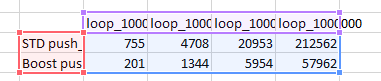 loop_1000 loop_1000 loop_1000 loop_1000000
STD push_ 755 4708 20953 212562
Boost pus 201 1344 5954 57962